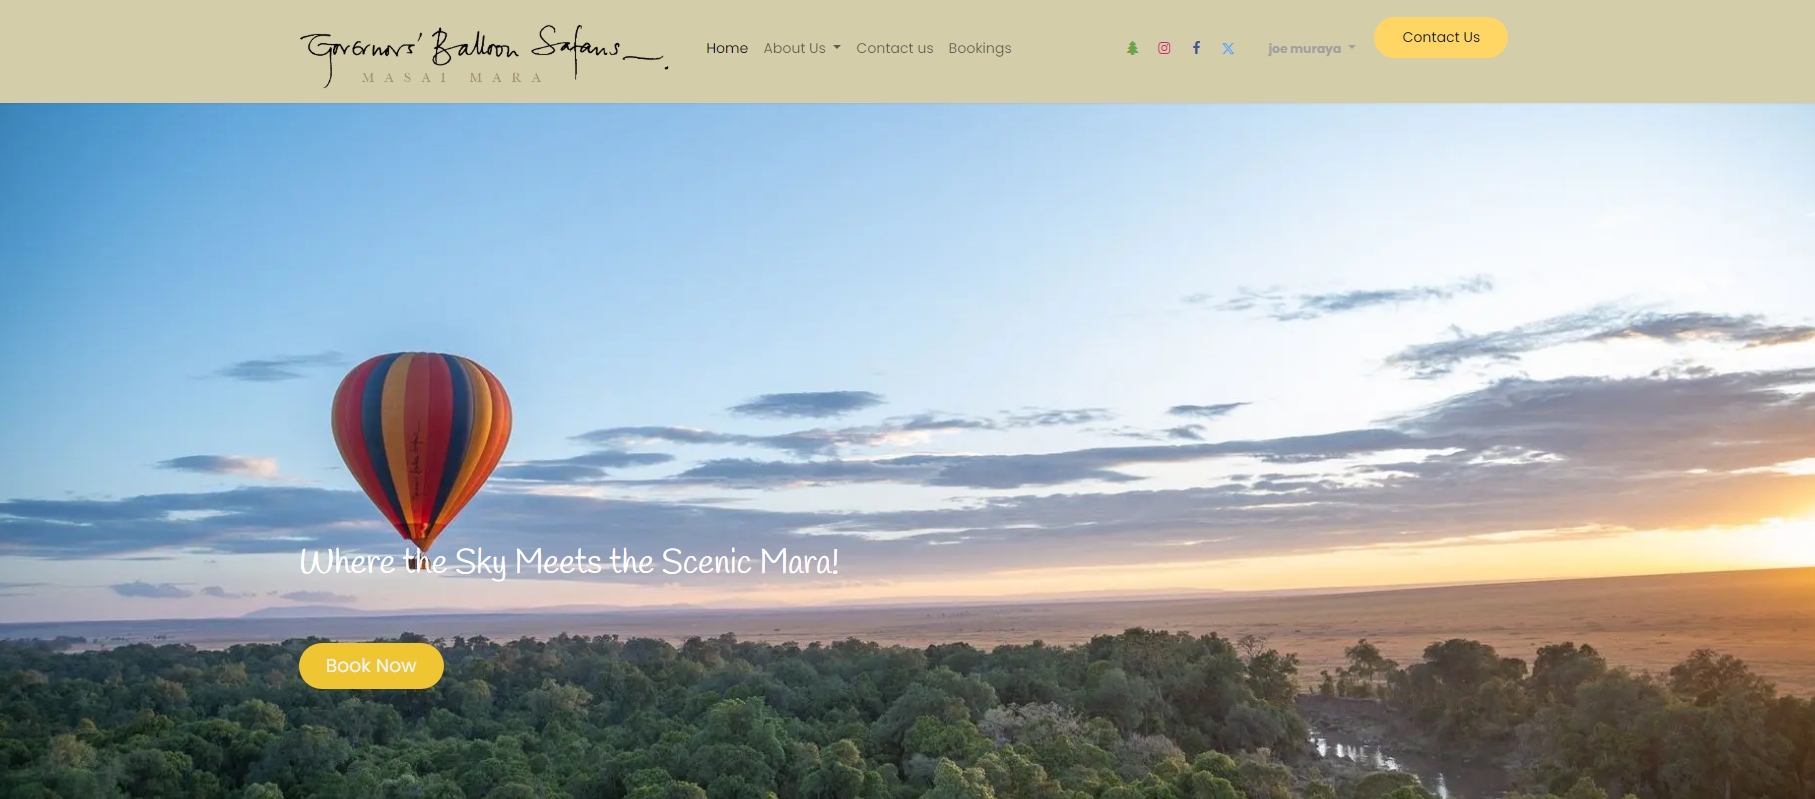 Governors' Balloon Safaris
MASAI MARA
Home About Us Contact us Bookings
joe muraya
Contact Us
Where the Sky Meets the Scenic Mara!
Book Now